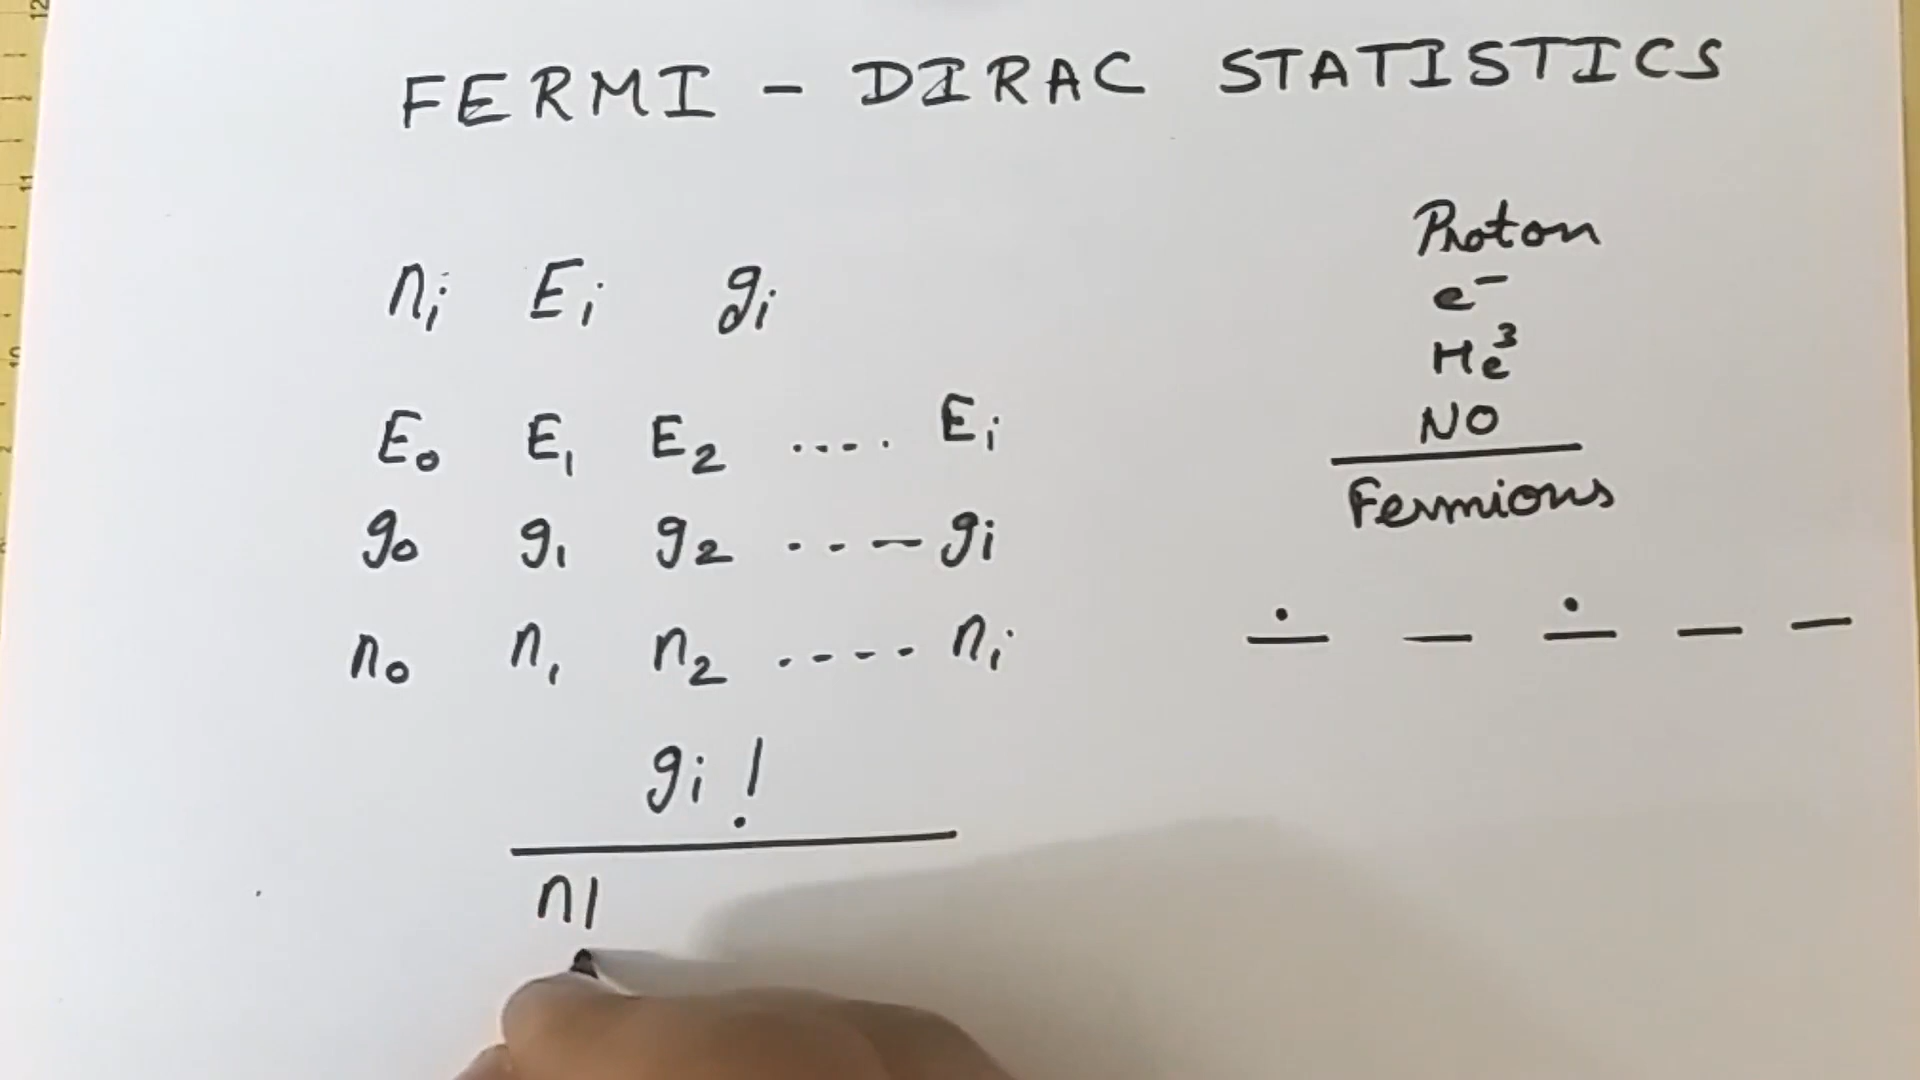 FERMI - DIRAC STATISTICS
nᵢ Eᵢ gᵢ
E₀ E₁ E₂ ..... Eᵢ
g₀ g₁ g₂ ..--- gᵢ
n₀ n₁ n₂ ----- nᵢ
gᵢ !
n!
Proton
e⁻
He³
NO
Fermions